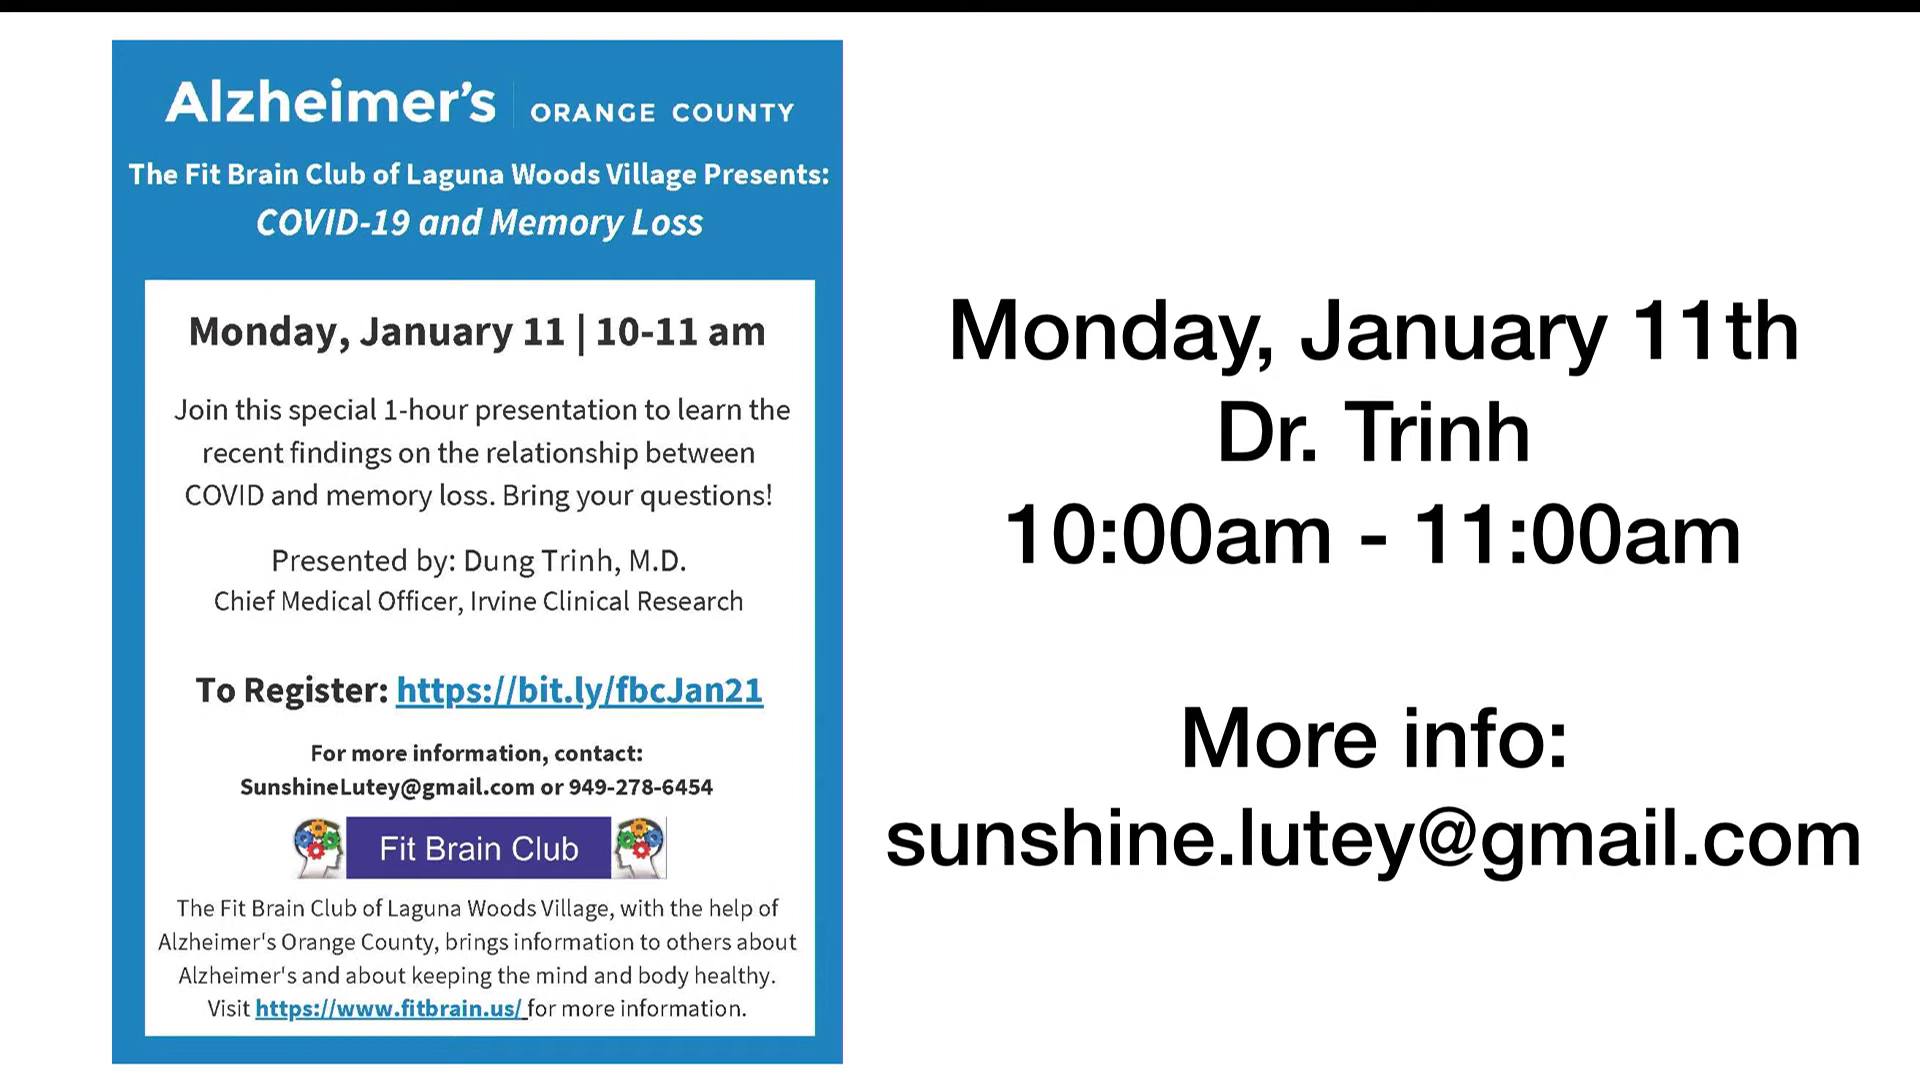 Alzheimer's | ORANGE COUNTY
The Fit Brain Club of Laguna Woods Village Presents:
COVID-19 and Memory Loss
Monday, January 11 | 10-11 am
Join this special 1-hour presentation to learn the
recent findings on the relationship between
COVID and memory loss. Bring your questions!
Presented by: Dung Trinh, M.D.
Chief Medical Officer, Irvine Clinical Research
To Register: https://bit.ly/fbcJan21
For more information, contact:
SunshineLutey@gmail.com or 949-278-6454
Fit Brain Club
The Fit Brain Club of Laguna Woods Village, with the help of
Alzheimer's Orange County, brings information to others about
Alzheimer's and about keeping the mind and body healthy.
Visit https://www.fitbrain.us/ for more information.
Monday, January 11th
Dr. Trinh
10:00am - 11:00am
More info:
sunshine.lutey@gmail.com